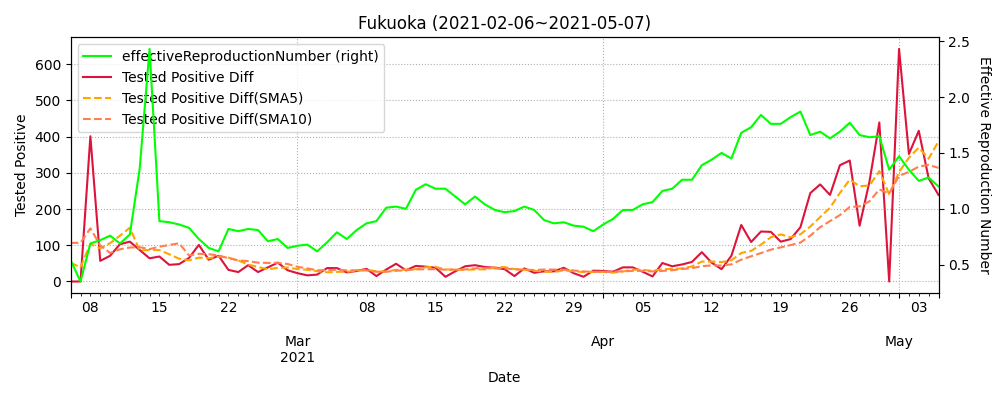 Fukuoka (2021-02-06~2021-05-07)
effectiveReproductionNumber (right)
Tested Positive Diff
Tested Positive Diff(SMA5)
Tested Positive Diff(SMA10)
Tested Positive
600
500
400
300
200
100
0
2.5
2.0
1.5
1.0
0.5
Effective Reproduction Number
08 15 22 08 15 22 29 05 12 19 26 03
Mar Apr May
2021
Date